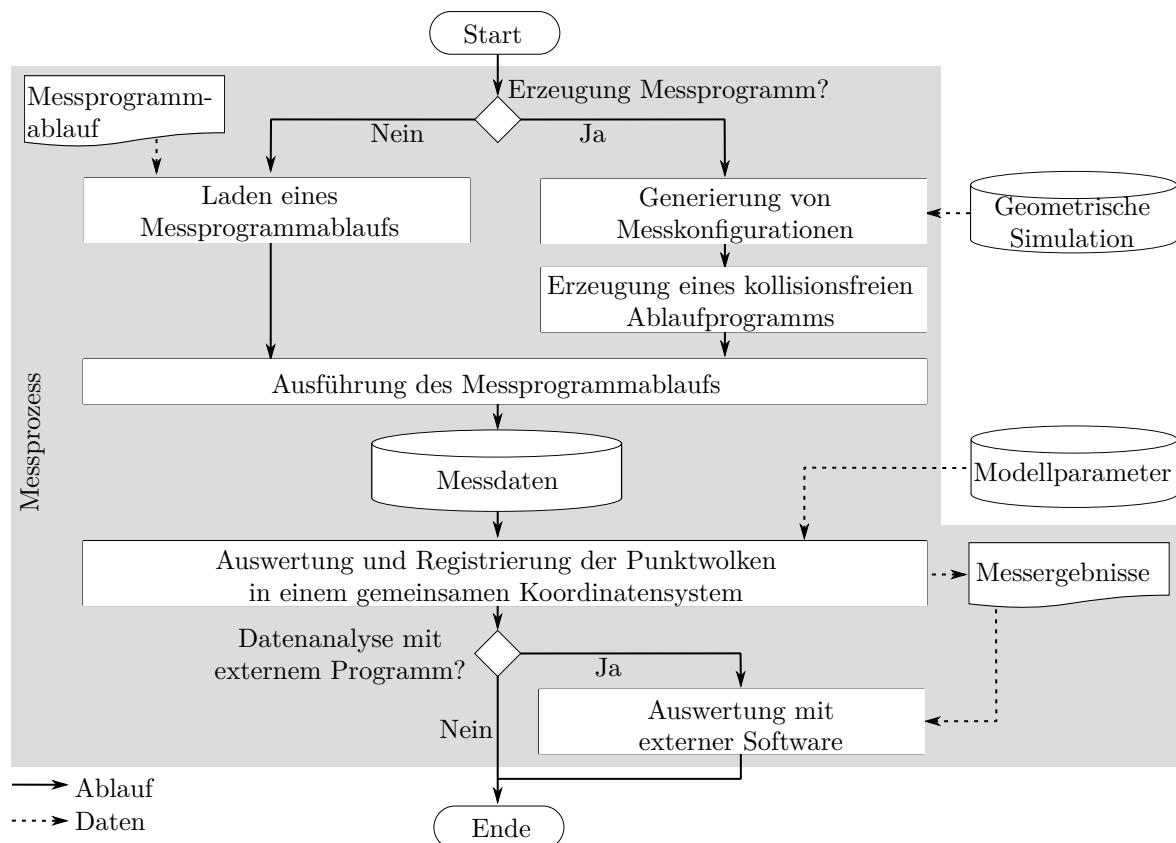 Start
Erzeugung Messprogramm?
Messprogramm-
ablauf
Nein
Ja
Laden eines
Messprogrammablaufs
Generierung von
Messkonfigurationen
Geometrische
Simulation
Erzeugung eines kollisionsfreien
Ablaufprogramms
Ausführung des Messprogrammablaufs
Messprozess
Messdaten
Modellparameter
Auswertung und Registrierung der Punktwolken
in einem gemeinsamen Koordinatensystem
Messergebnisse
Datenanalyse mit
externem Programm?
Ja
Nein
Auswertung mit
externer Software
Ablauf
Daten
Ende